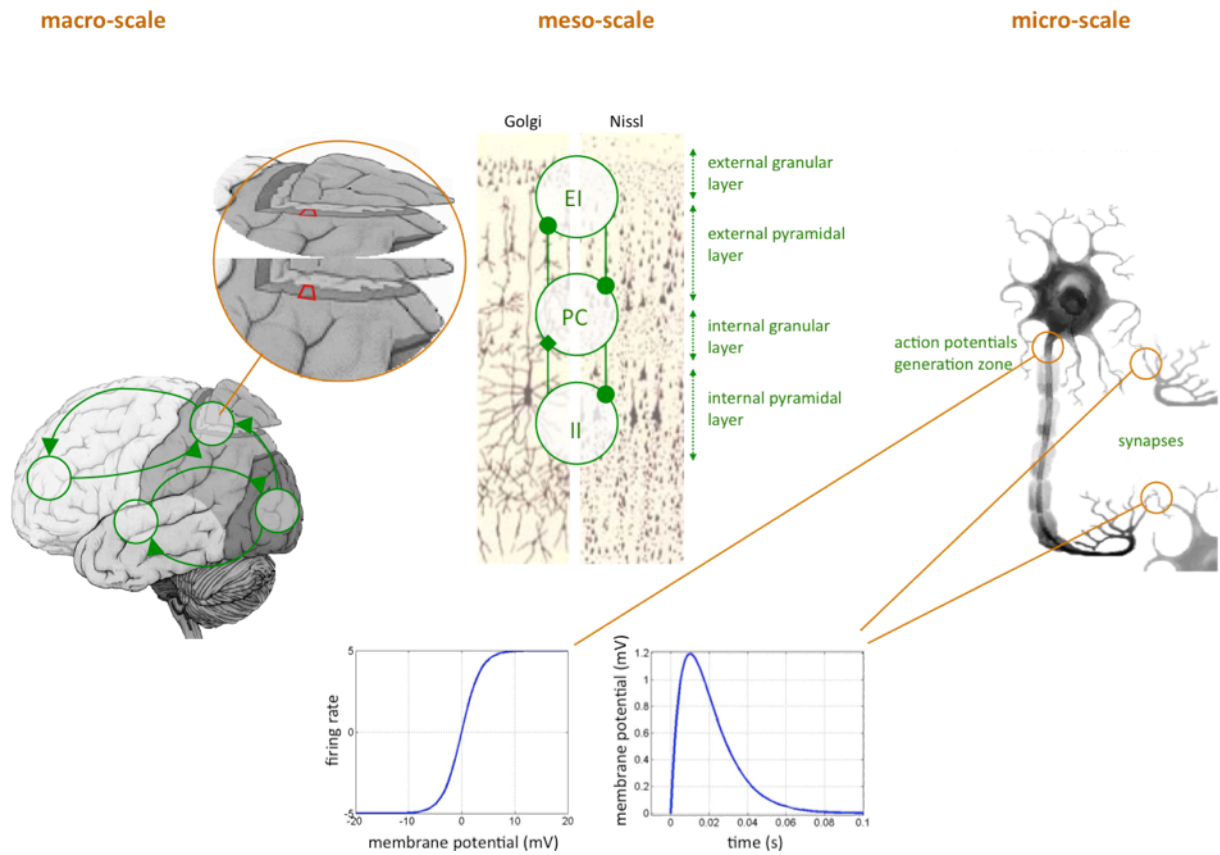 macro-scale
meso-scale
micro-scale
Golgi
Nissl
EI
PC
II
external granular
layer
external pyramidal
layer
internal granular
layer
internal pyramidal
layer
action potentials
generation zone
synapses
firing rate
5
0
-5
-20
-10
0
10
20
membrane potential (mV)
membrane potential (mV)
1.2
1
0.8
0.6
0.4
0.2
0
0
0.02
0.04
0.06
0.08
0.1
time (s)